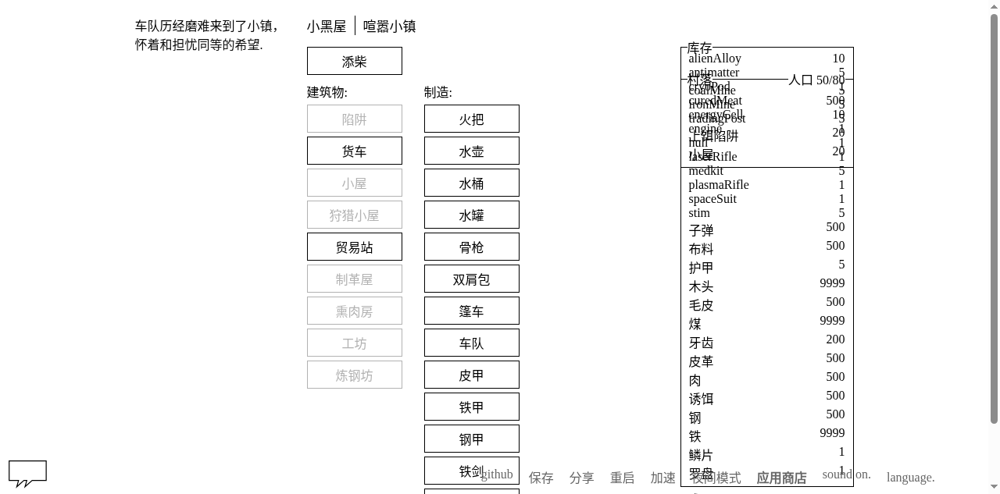 车队历经磨难来到了小镇，
怀着和担忧同等的希望.
小黑屋 喧嚣小镇
添柴
建筑物:
陷阱
货车
小屋
狩猎小屋
贸易站
制革屋
熏肉房
工坊
炼钢坊
制造:
火把
水壶
水桶
水罐
骨枪
双肩包
篷车
车队
皮甲
铁甲
钢甲
铁剑
库存
alienAlloy 10
antimatter 5
村落 人口 50/80
cryoPod 1
coalMine 5
curedMeat 500
ironMine 5
energyCell 10
tradingPost 5
engine 1
上饵陷阱 20
hull 1
小屋 20
laserRifle 1
medkit 5
plasmaRifle 1
spaceSuit 1
stim 5
子弹 500
布料 500
护甲 5
木头 9999
毛皮 500
煤 9999
牙齿 200
皮革 500
肉 500
诱饵 500
钢 500
铁 9999
鳞片 1
罗盘 1
github 保存 分享 重启 加速 夜间模式 应用商店 sound on. language.